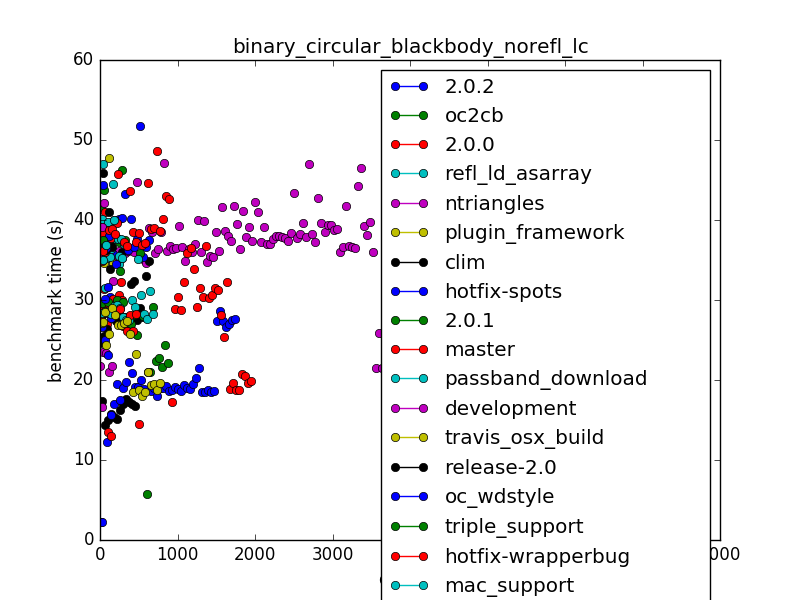 binary_circular_blackbody_norefl_lc
60
50
40
30
20
10
0
benchmark time (s)
0 1000 2000 3000 000
2.0.2
oc2cb
2.0.0
refl_ld_asarray
ntriangles
plugin_framework
clim
hotfix-spots
2.0.1
master
passband_download
development
travis_osx_build
release-2.0
oc_wdstyle
triple_support
hotfix-wrapperbug
mac_support